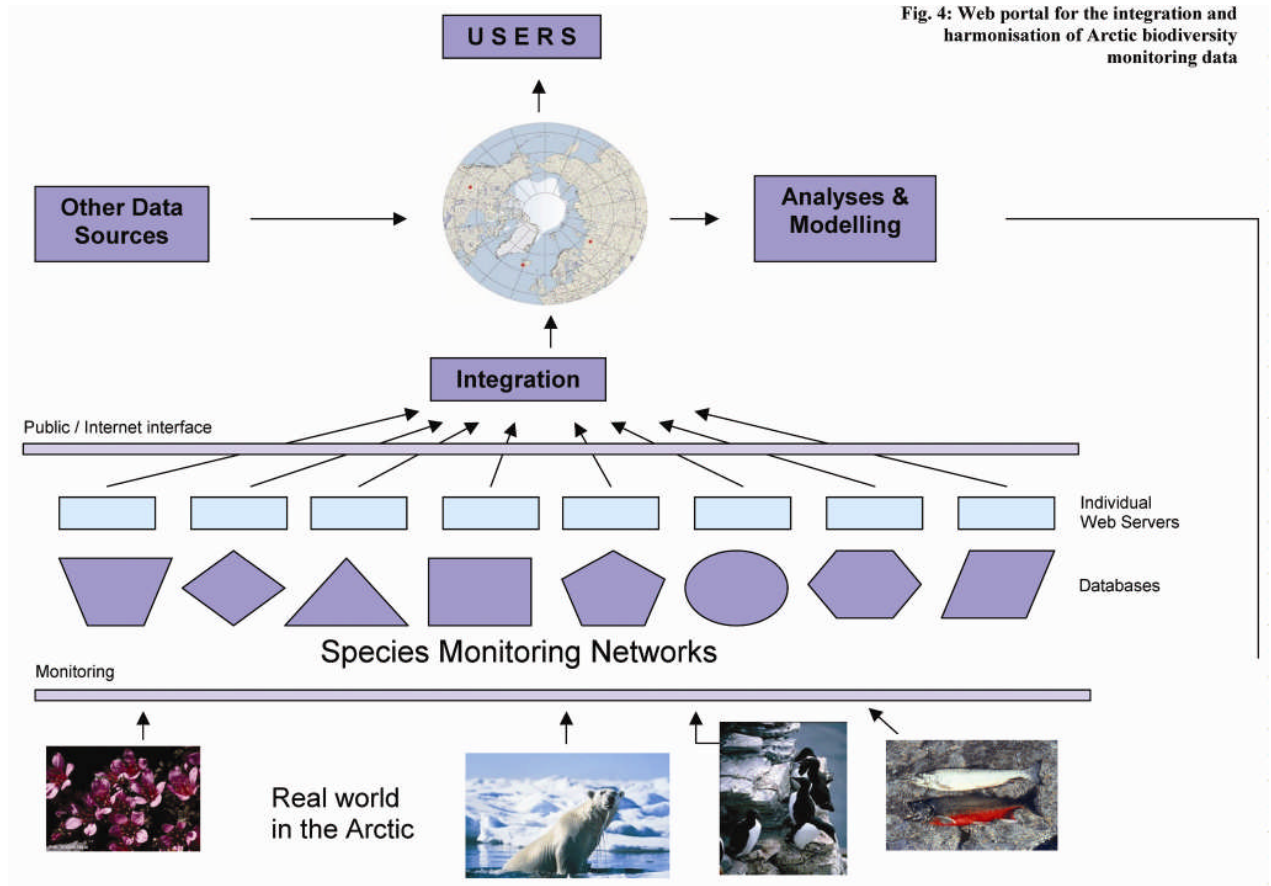 Fig. 4: Web portal for the integration and
harmonisation of Arctic biodiversity
monitoring data
U S E R S
Other Data
Sources
Analyses &
Modelling
Integration
Public / Internet interface
Individual
Web Servers
Databases
Species Monitoring Networks
Monitoring
Real world
in the Arctic